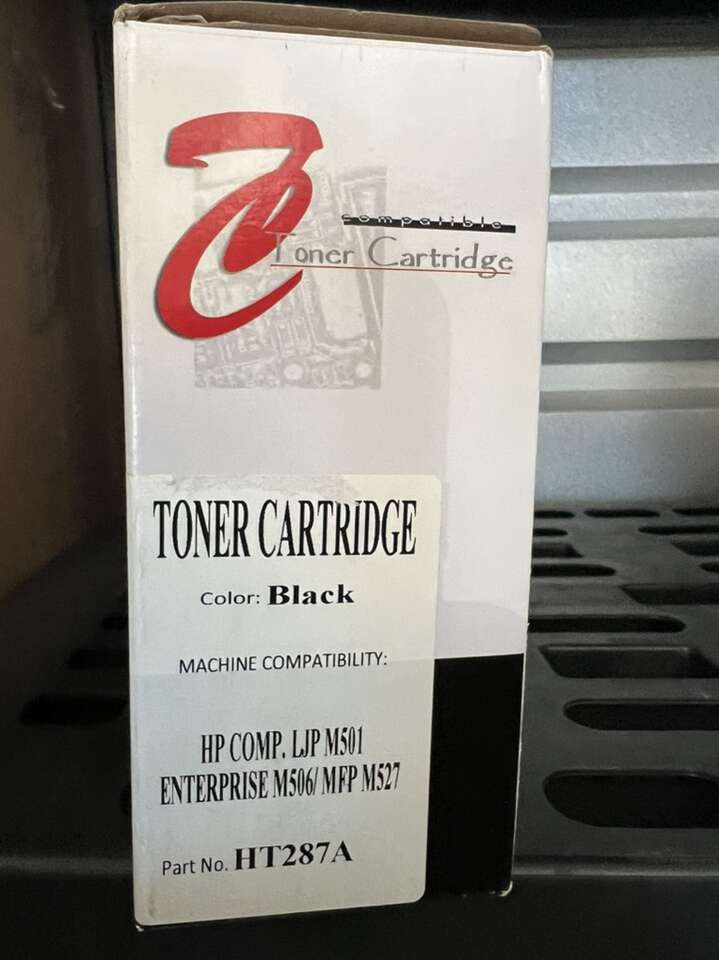 compatible
Toner Cartridge
TONER CARTRIDGE
Color: Black
MACHINE COMPATIBILITY:
HP COMP. LJP M501
ENTERPRISE M506/ MFP M527
Part No. HT287A